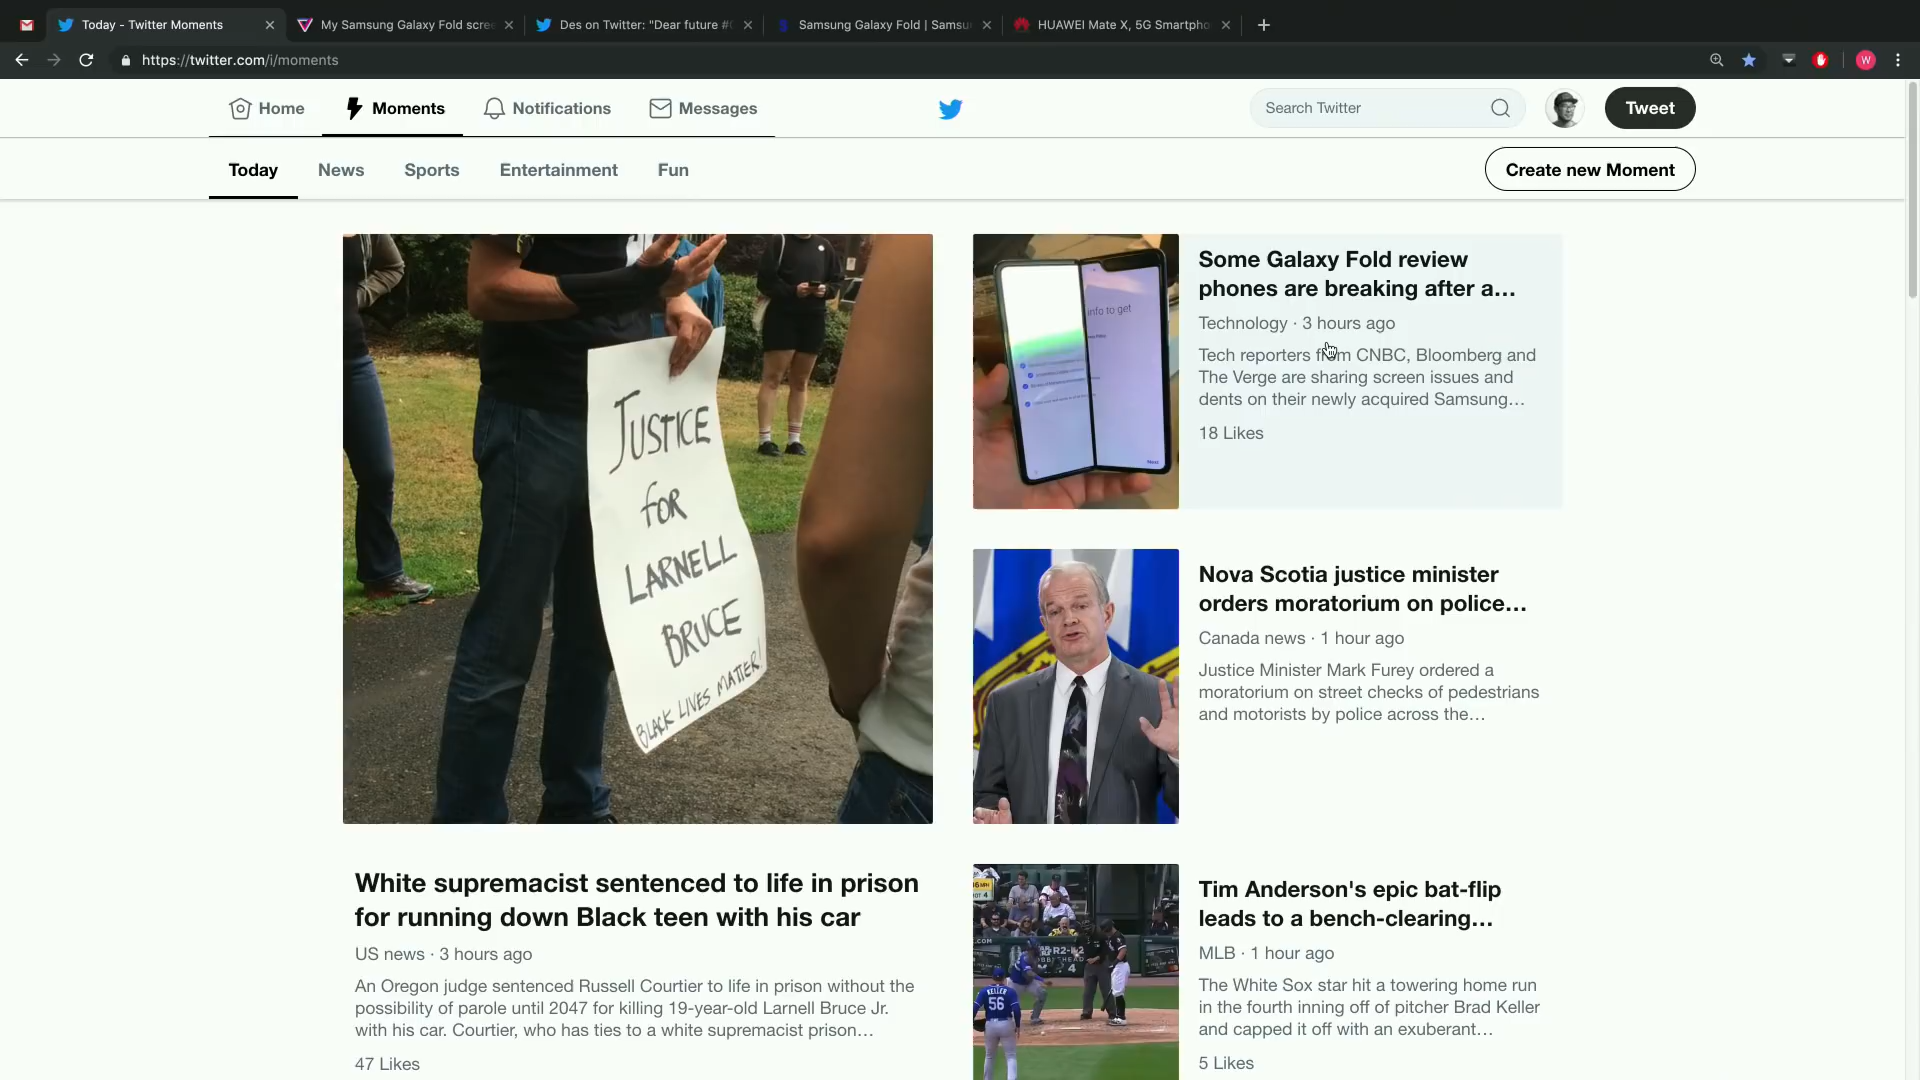 Today - Twitter Moments
My Samsung Galaxy Fold scree
Des on Twitter: "Dear future #
Samsung Galaxy Fold | Samsu
HUAWEI Mate X, 5G Smartpho
https://twitter.com/i/moments
W
Home
Moments
Notifications
Messages
Search Twitter
Tweet
Today
News
Sports
Entertainment
Fun
Create new Moment
JUSTICE
for
LARNELL
BRUCE
BLACK LIVES MATTER!
White supremacist sentenced to life in prison
for running down Black teen with his car
US news · 3 hours ago
An Oregon judge sentenced Russell Courtier to life in prison without the
possibility of parole until 2047 for killing 19-year-old Larnell Bruce Jr.
with his car. Courtier, who has ties to a white supremacist prison…
47 Likes
info to get
Next
Some Galaxy Fold review
phones are breaking after a…
Technology · 3 hours ago
Tech reporters from CNBC, Bloomberg and
The Verge are sharing screen issues and
dents on their newly acquired Samsung…
18 Likes
Nova Scotia justice minister
orders moratorium on police…
Canada news · 1 hour ago
Justice Minister Mark Furey ordered a
moratorium on street checks of pedestrians
and motorists by police across the…
KELLER
56
Tim Anderson's epic bat-flip
leads to a bench-clearing…
MLB · 1 hour ago
The White Sox star hit a towering home run
in the fourth inning off of pitcher Brad Keller
and capped it off with an exuberant…
5 Likes